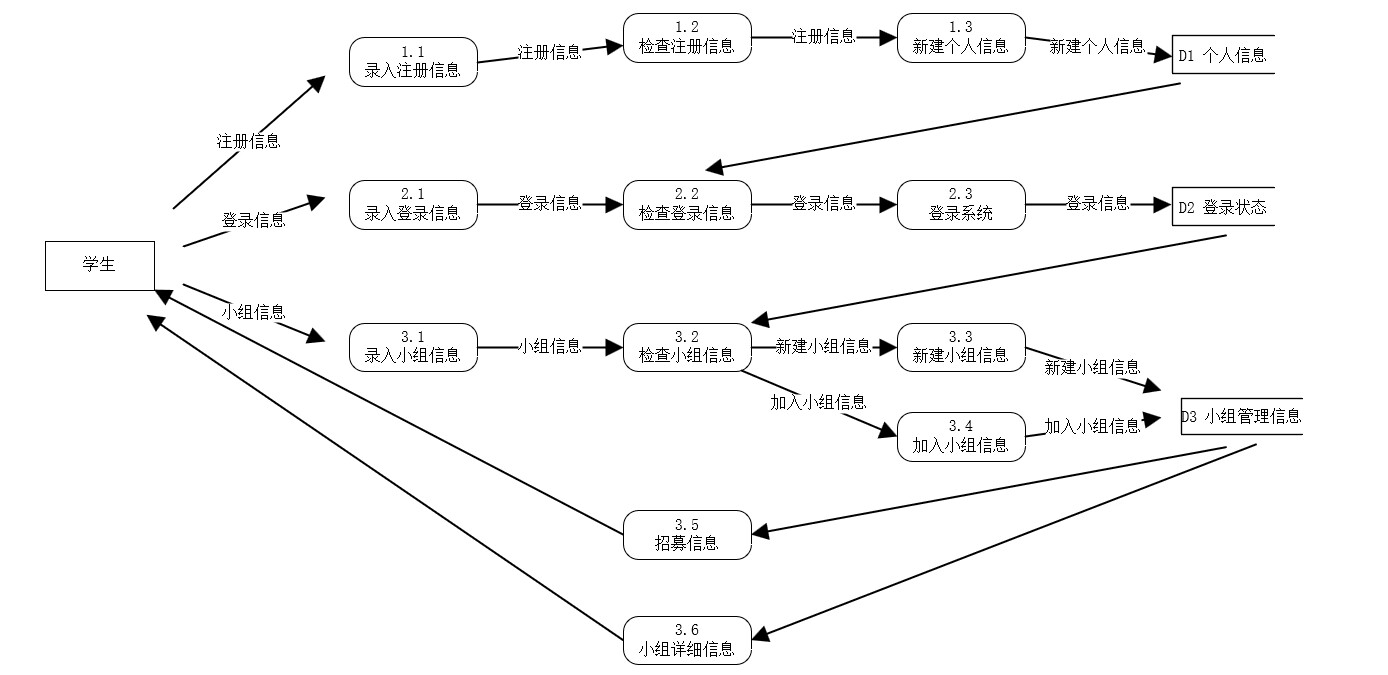 1.1
录入注册信息
注册信息
1.2
检查注册信息
注册信息
1.3
新建个人信息
新建个人信息
D1 个人信息
注册信息
登录信息
2.1
录入登录信息
登录信息
2.2
检查登录信息
登录信息
2.3
登录系统
登录信息
D2 登录状态
学生
小组信息
3.1
录入小组信息
小组信息
3.2
检查小组信息
新建小组信息
3.3
新建小组信息
新建小组信息
加入小组信息
3.4
加入小组信息
加入小组信息
D3 小组管理信息
3.5
招募信息
3.6
小组详细信息